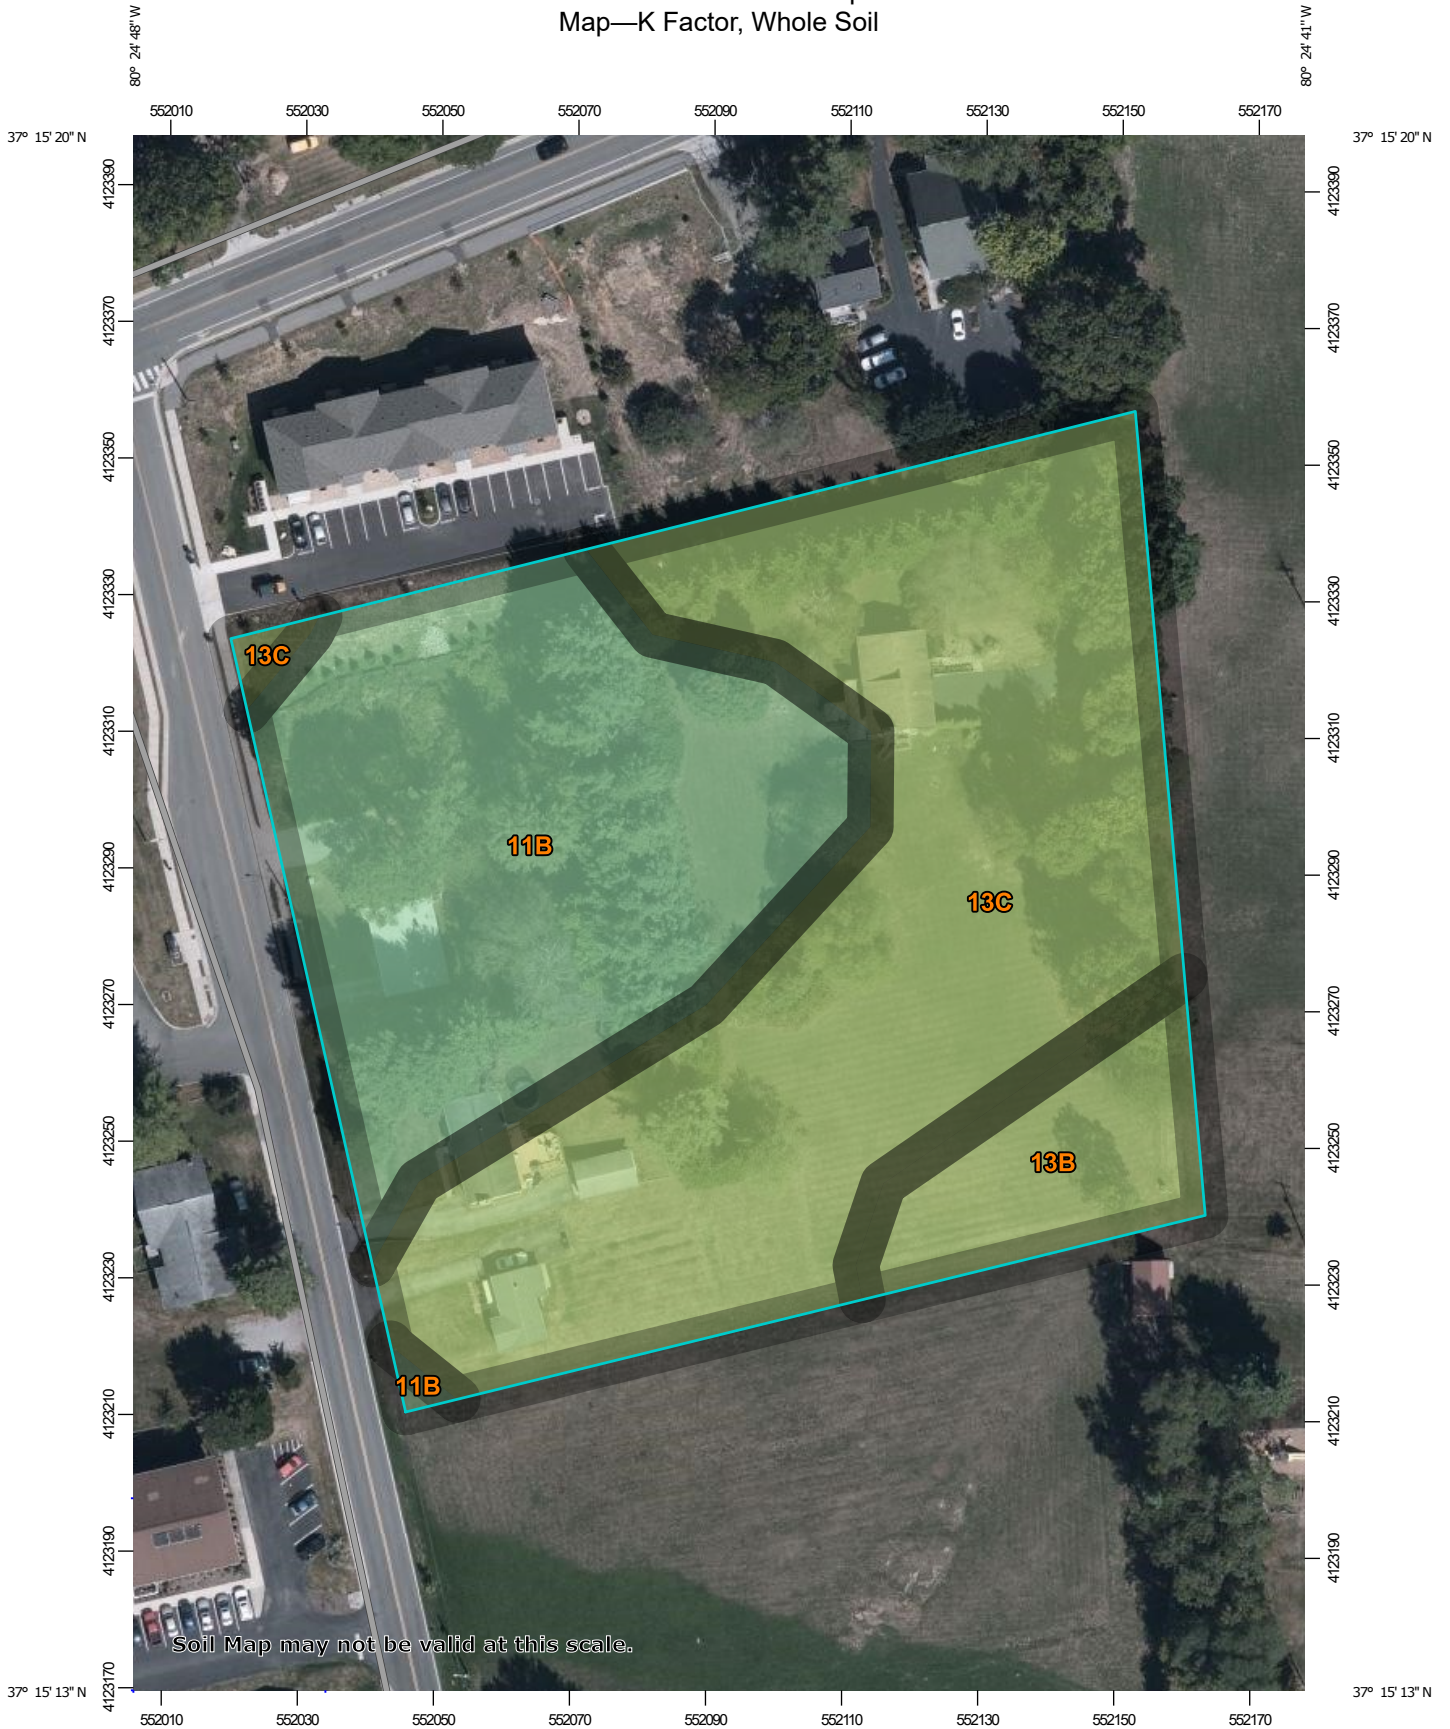 Map—K Factor, Whole Soil
80° 24' 48'' W
80° 24' 41'' W
552010 552030 552050 552070 552090 552110 552130 552150 552170
37° 15' 20'' N
37° 15' 20'' N
4123390
4123390
4123370
4123370
4123350
4123350
4123330
4123330
13C
4123310
4123310
11B
4123290
4123290
13C
4123270
4123270
4123250
4123250
13B
4123230
4123230
11B
4123210
4123210
4123190
4123190
Soil Map may not be valid at this scale.
4123170
4123170
37° 15' 13'' N
37° 15' 13'' N
552010 552030 552050 552070 552090 552110 552130 552150 552170